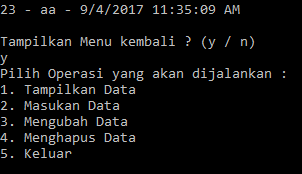 23 - aa - 9/4/2017 11:35:09 AM
Tampilkan Menu kembali ? (y / n)
y
Pilih Operasi yang akan dijalankan :
1. Tampilkan Data
2. Masukan Data
3. Mengubah Data
4. Menghapus Data
5. Keluar